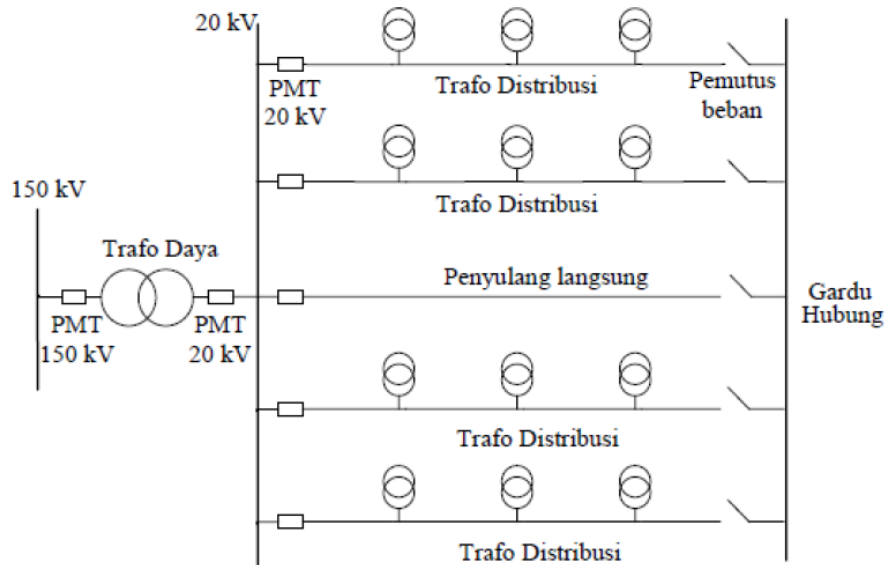 20 kV
PMT
20 kV
Trafo Distribusi
Pemutus
beban
Trafo Distribusi
150 kV
Trafo Daya
PMT
150 kV
PMT
20 kV
Penyulang langsung
Gardu
Hubung
Trafo Distribusi
Trafo Distribusi